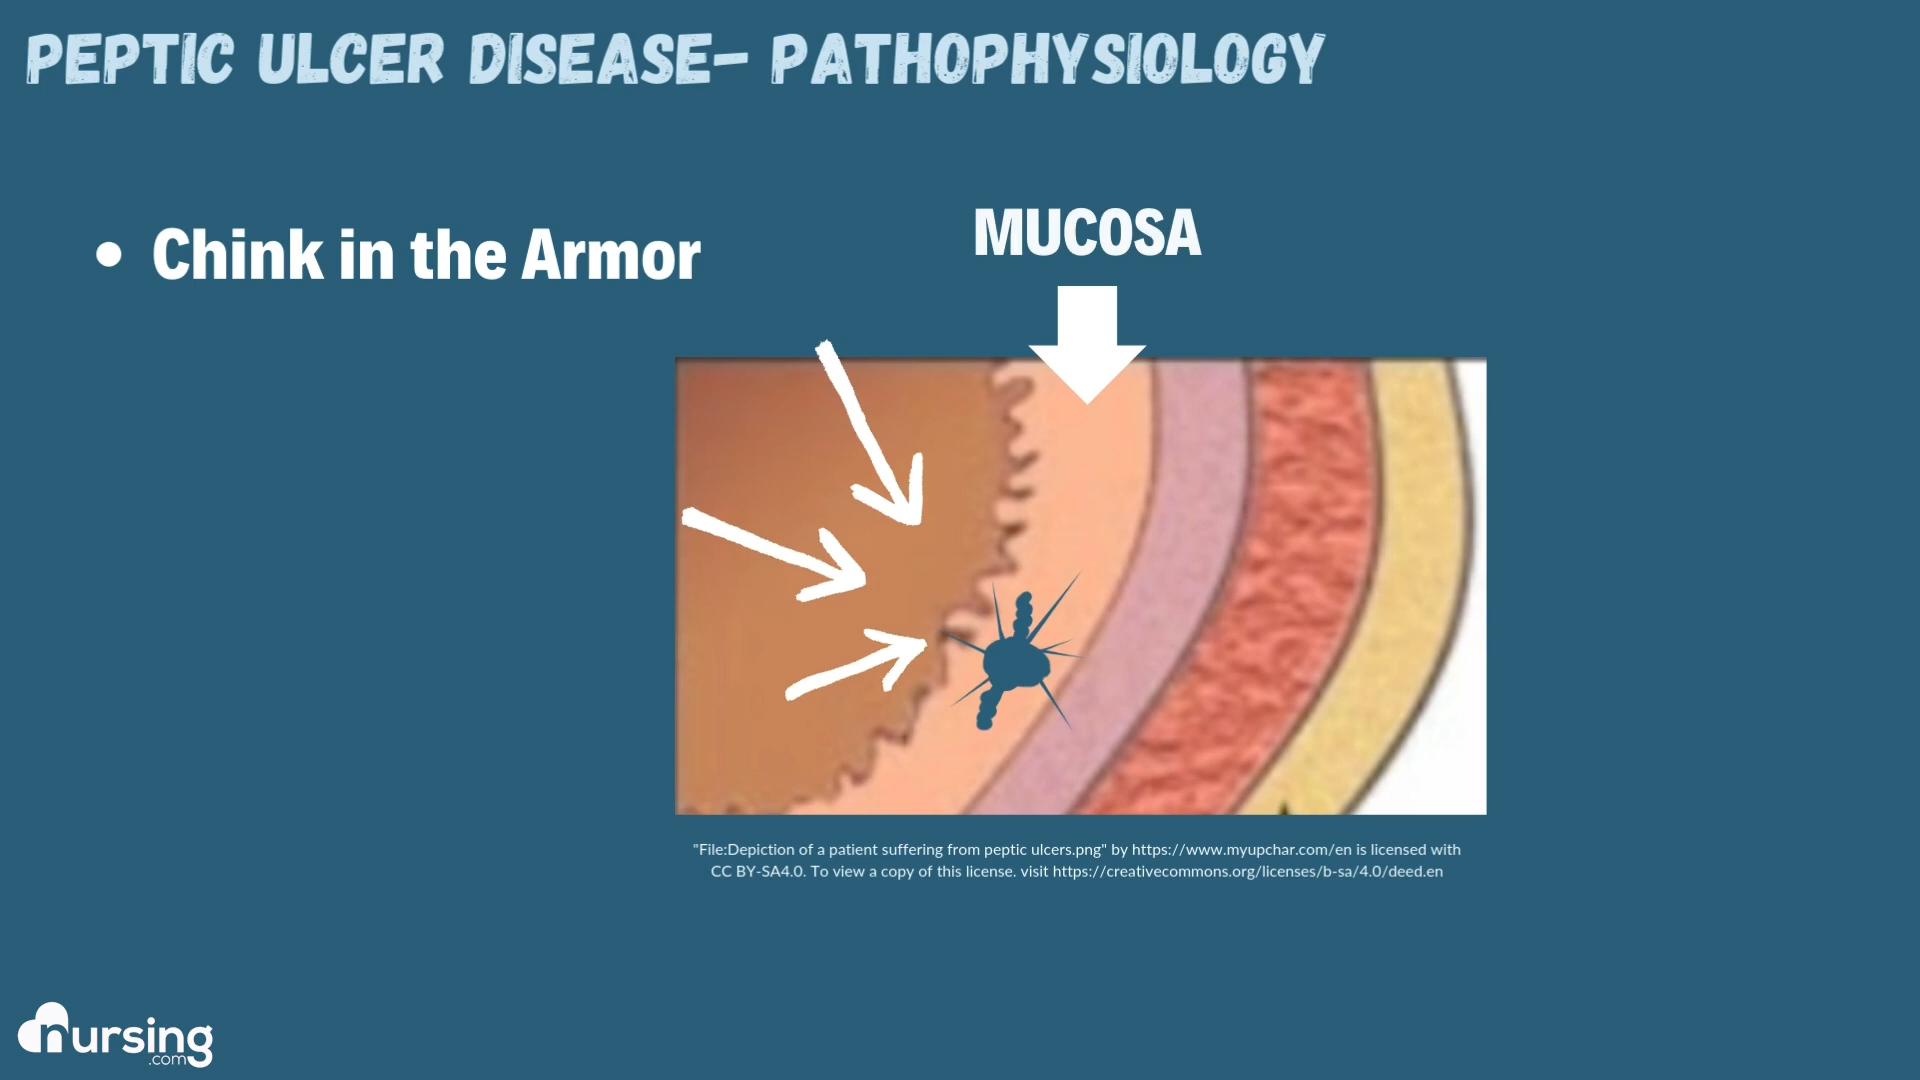 PEPTIC ULCER DISEASE- PATHOPHYSIOLOGY
• Chink in the Armor
MUCOSA
"File:Depiction of a patient suffering from peptic ulcers.png" by https://www.myupchar.com/en is licensed with
CC BY-SA4.0. To view a copy of this license. visit https://creativecommons.org/licenses/b-sa/4.0/deed.en
nursing
.com